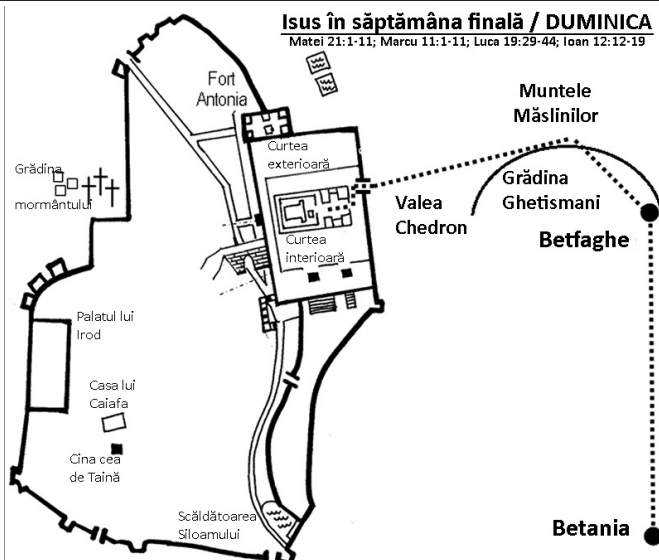 Isus în săptămâna finală / DUMINICA
Matei 21:1-11; Marcu 11:1-11; Luca 19:29-44; Ioan 12:12-19
Fort
Antonia
Muntele
Măslinilor
Curtea
exterioară
Grădina
mormântului
Valea
Chedron
Grădina
Ghetismani
Betfaghe
Curtea
interioară
Palatul lui
Irod
Casa lui
Caiafa
Cina cea
de Taină
Scăldătoarea
Siloamului
Betania